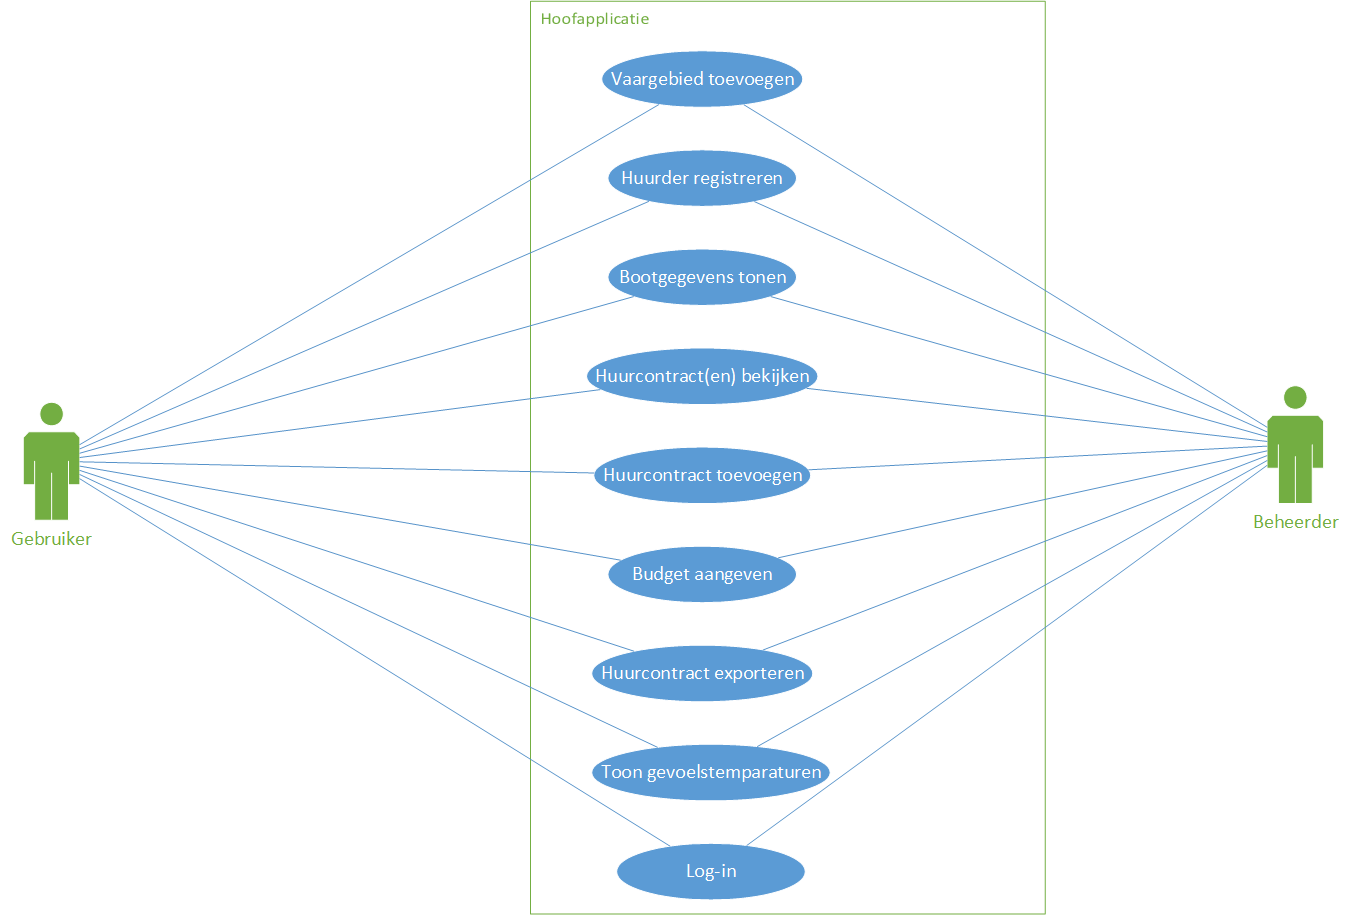 Hoofapplicatie
Vaargebied toevoegen
Huurder registreren
Bootgegevens tonen
Huurcontract(en) bekijken
Huurcontract toevoegen
Gebruiker
Beheerder
Budget aangeven
Huurcontract exporteren
Toon gevoelstemparaturen
Log-in